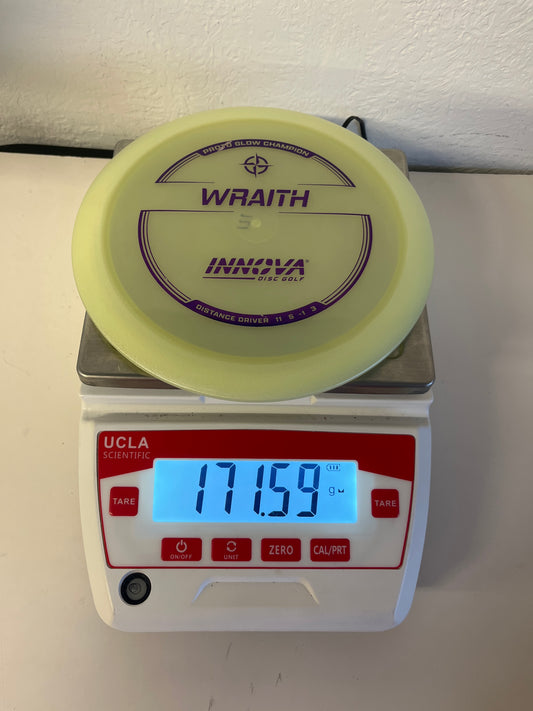 PROTO GLOW CHAMPION
WRAITH
INNOVA
DISC GOLF
DISTANCE DRIVER 11 5 -1 3
UCLA
SCIENTIFIC
171.59
g
TARE
TARE
ON/OFF
UNIT
ZERO
CAL/PRT